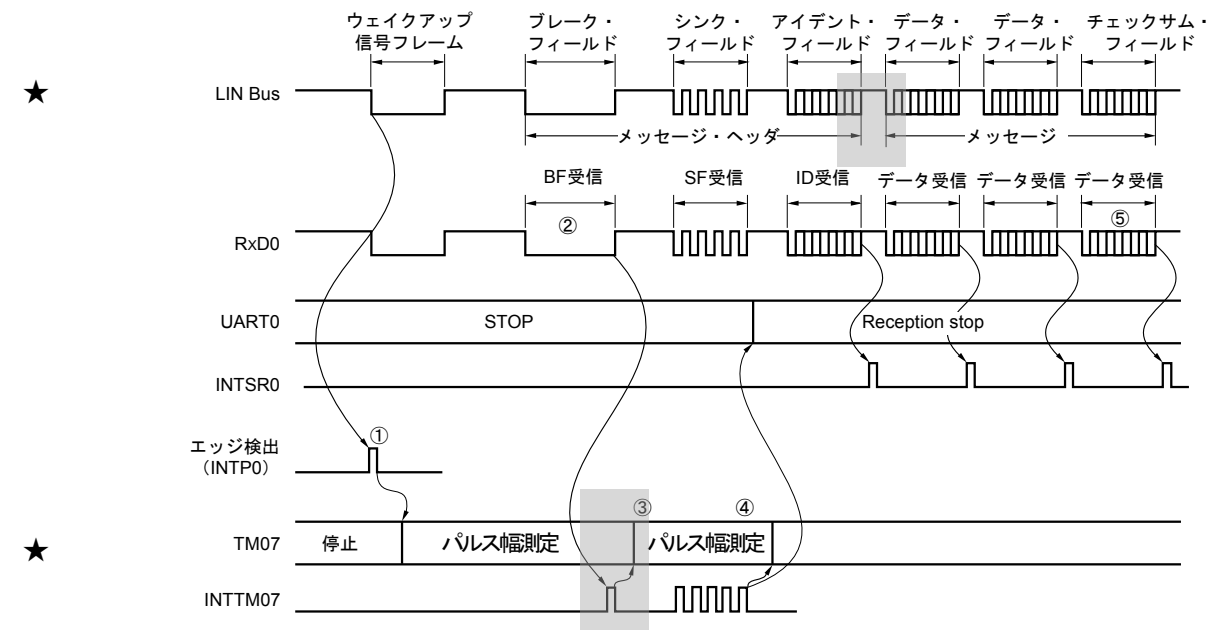 ウェイクアップ
信号フレーム
ブレーク・
フィールド
シンク・
フィールド
アイデント・
フィールド
データ・
フィールド
データ・
フィールド
チェックサム・
フィールド
★
LIN Bus
メッセージ・ヘッダ
メッセージ
BF受信
SF受信
ID受信
データ受信
データ受信
データ受信
②
⑤
RxD0
UART0
STOP
Reception stop
INTSR0
エッジ検出
（INTP0）
①
③
④
★
TM07
停止
パルス幅測定
パルス幅測定
INTTM07